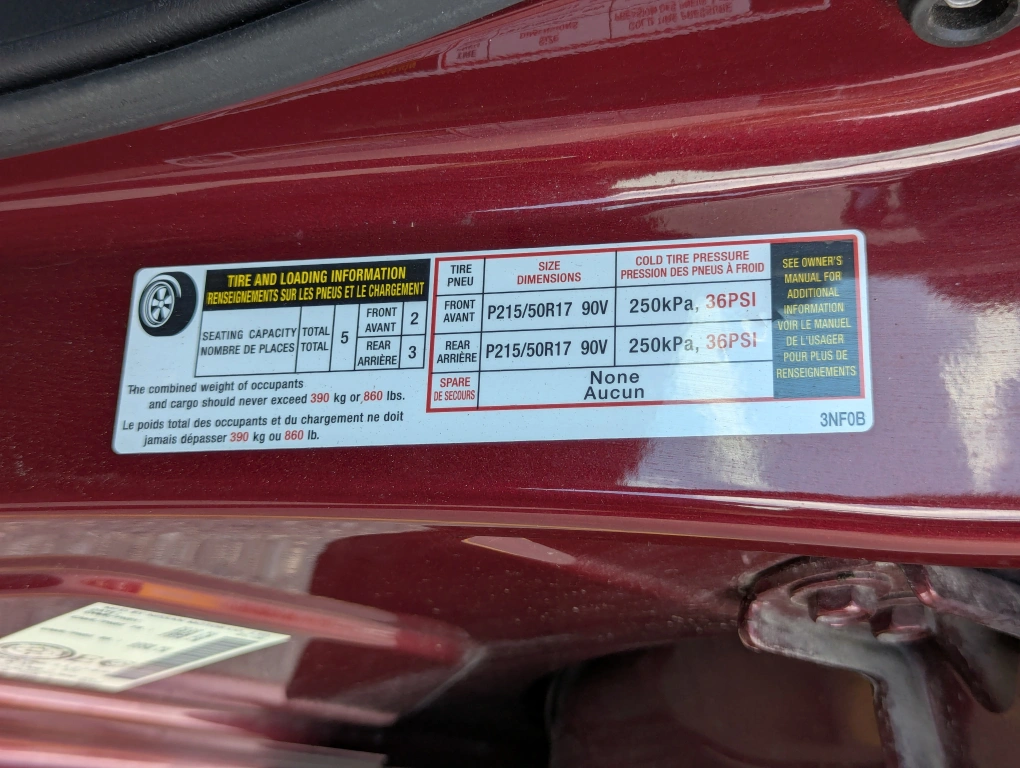 TIRE AND LOADING INFORMATION
RENSEIGNEMENTS SUR LES PNEUS ET LE CHARGEMENT
SEATING CAPACITY
NOMBRE DE PLACES
TOTAL
TOTAL
5
FRONT
AVANT
2
REAR
ARRIÈRE
3
The combined weight of occupants
and cargo should never exceed 390 kg or 860 lbs.
Le poids total des occupants et du chargement ne doit
jamais dépasser 390 kg ou 860 lb.
TIRE
PNEU
SIZE
DIMENSIONS
COLD TIRE PRESSURE
PRESSION DES PNEUS À FROID
FRONT
AVANT
P215/50R17 90V
250kPa, 36PSI
REAR
ARRIÈRE
P215/50R17 90V
250kPa, 36PSI
SPARE
DE SECOURS
None
Aucun
SEE OWNER'S
MANUAL FOR
ADDITIONAL
INFORMATION
VOIR LE MANUEL
DE L'USAGER
POUR PLUS DE
RENSEIGNEMENTS
3NF0B